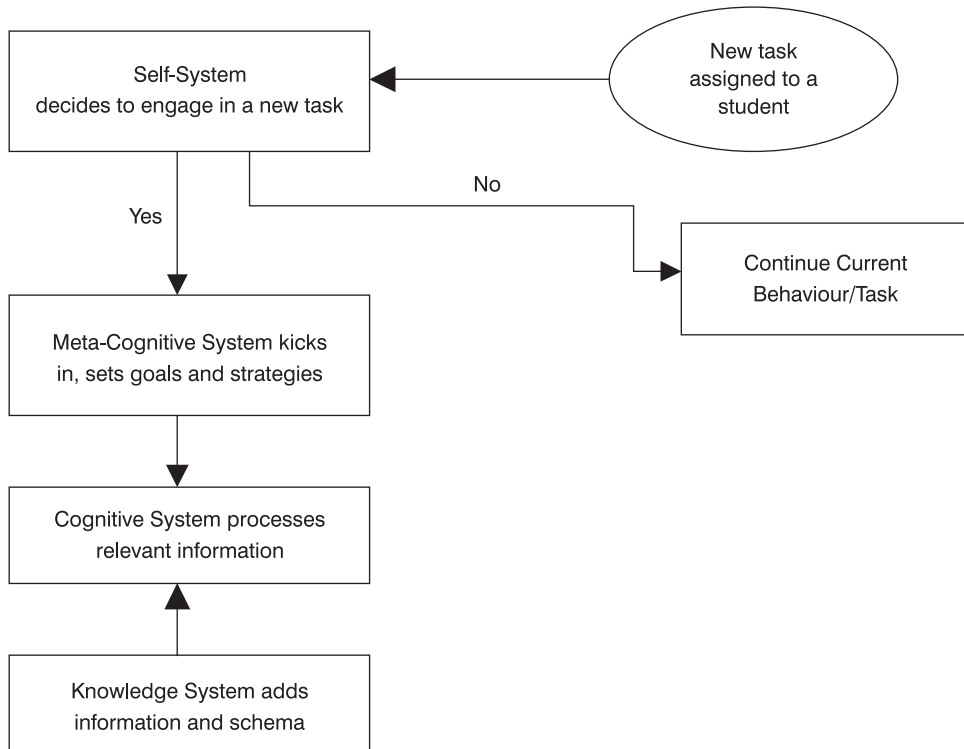 Self-System
decides to engage in a new task
New task
assigned to a
student
No
Yes
Continue Current
Behaviour/Task
Meta-Cognitive System kicks
in, sets goals and strategies
Cognitive System processes
relevant information
Knowledge System adds
information and schema